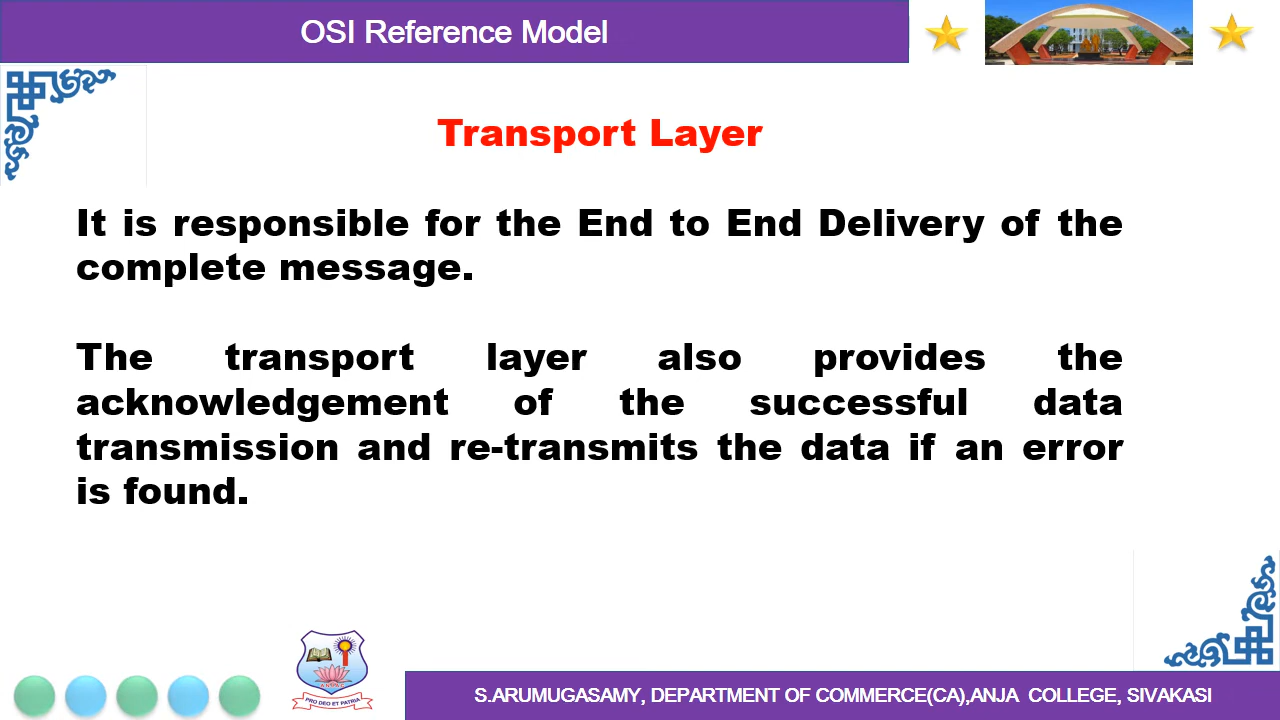 OSI Reference Model
Transport Layer
It is responsible for the End to End Delivery of the
complete message.
The transport layer also provides the
acknowledgement of the successful data
transmission and re-transmits the data if an error
is found.
PRO DEO ET PATRIA
S.ARUMUGASAMY, DEPARTMENT OF COMMERCE(CA),ANJA COLLEGE, SIVAKASI